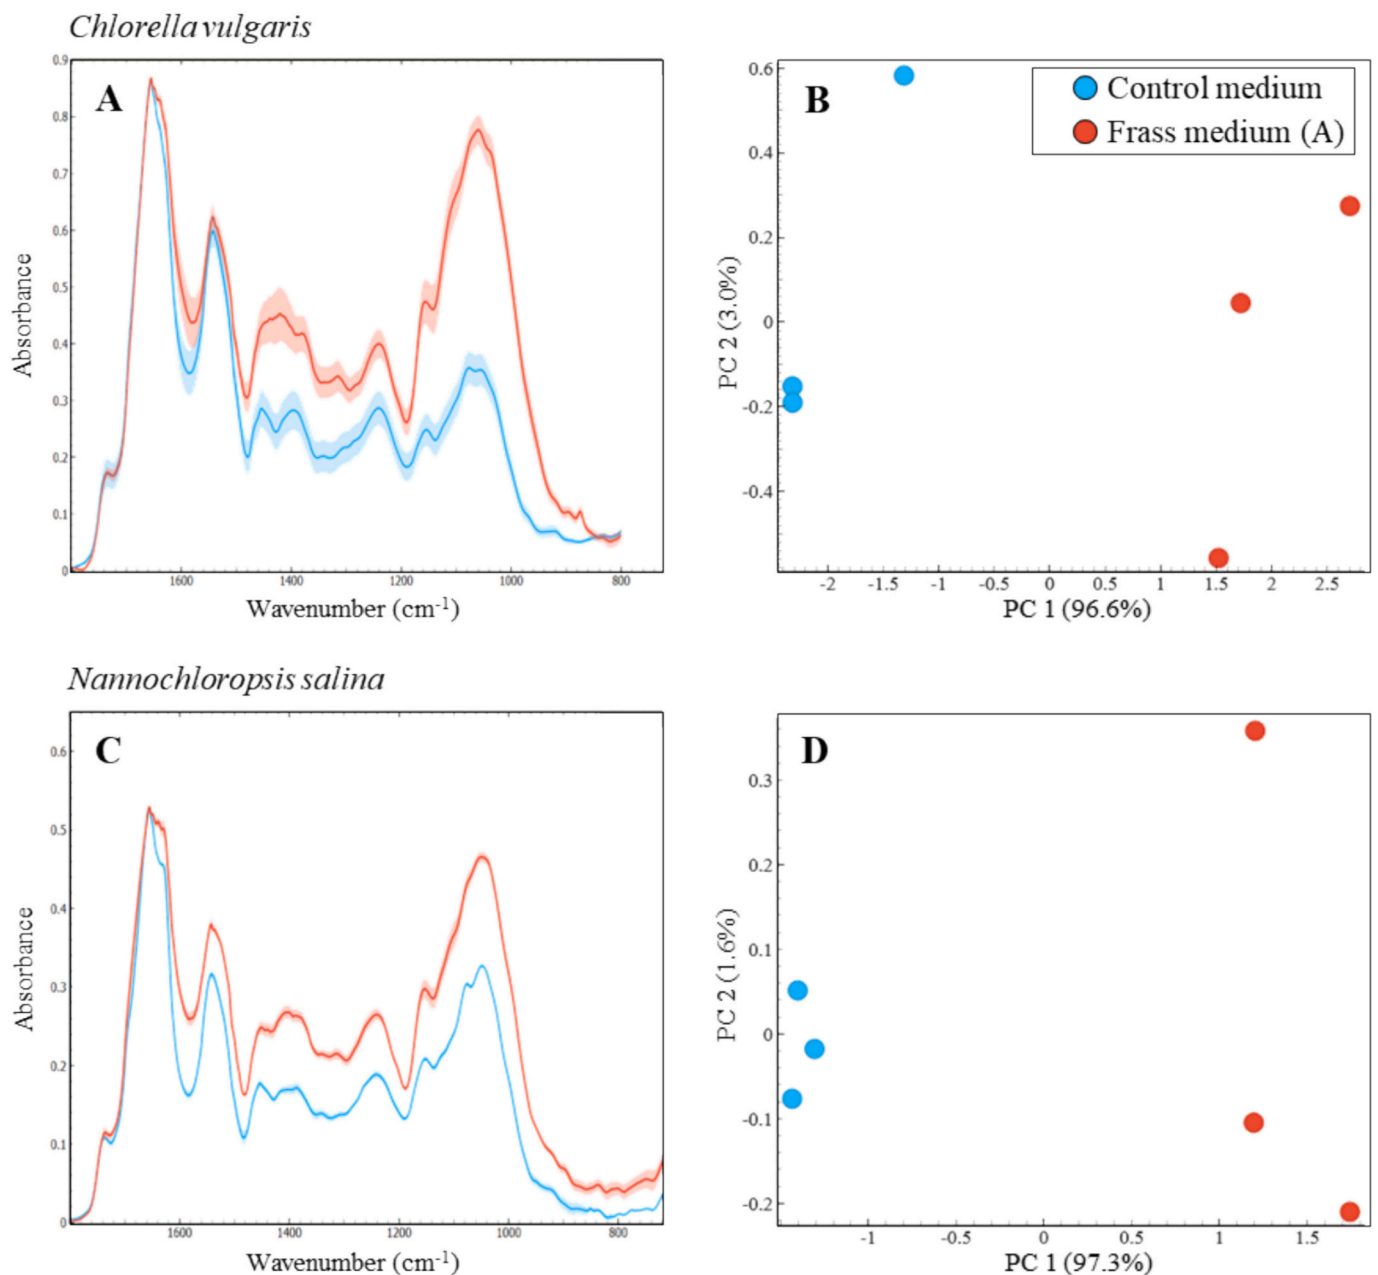 Chlorella vulgaris
A
0.9
0.8
0.7
0.6
0.5
0.4
0.3
0.2
0.1
0
Absorbance
1600 1400 1200 1000 800
Wavenumber (cm-1)
B
Control medium
Frass medium (A)
0.6
0.4
0.2
0
-0.2
-0.4
PC 2 (3.0%)
-2 -1.5 -1 -0.5 0 0.5 1 1.5 2 2.5
PC 1 (96.6%)
Nannochloropsis salina
C
0.6
0.5
0.4
0.3
0.2
0.1
0
Absorbance
1600 1400 1200 1000 800
Wavenumber (cm-1)
D
0.3
0.2
0.1
0
-0.1
-0.2
PC 2 (1.6%)
-1 0 0.5 1 1.5
PC 1 (97.3%)